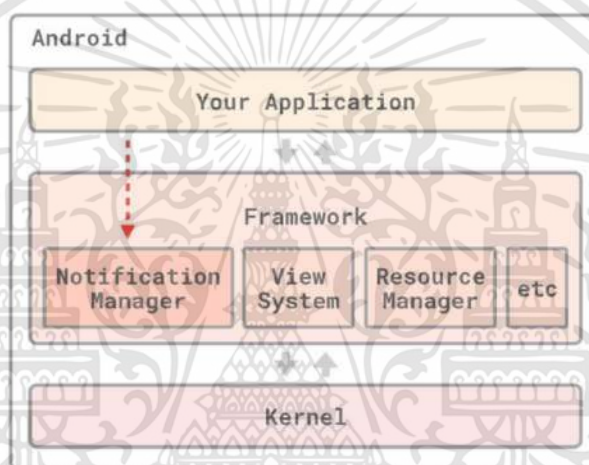 Android
Your Application
Framework
Notification
Manager
View
System
Resource
Manager
etc
Kernel